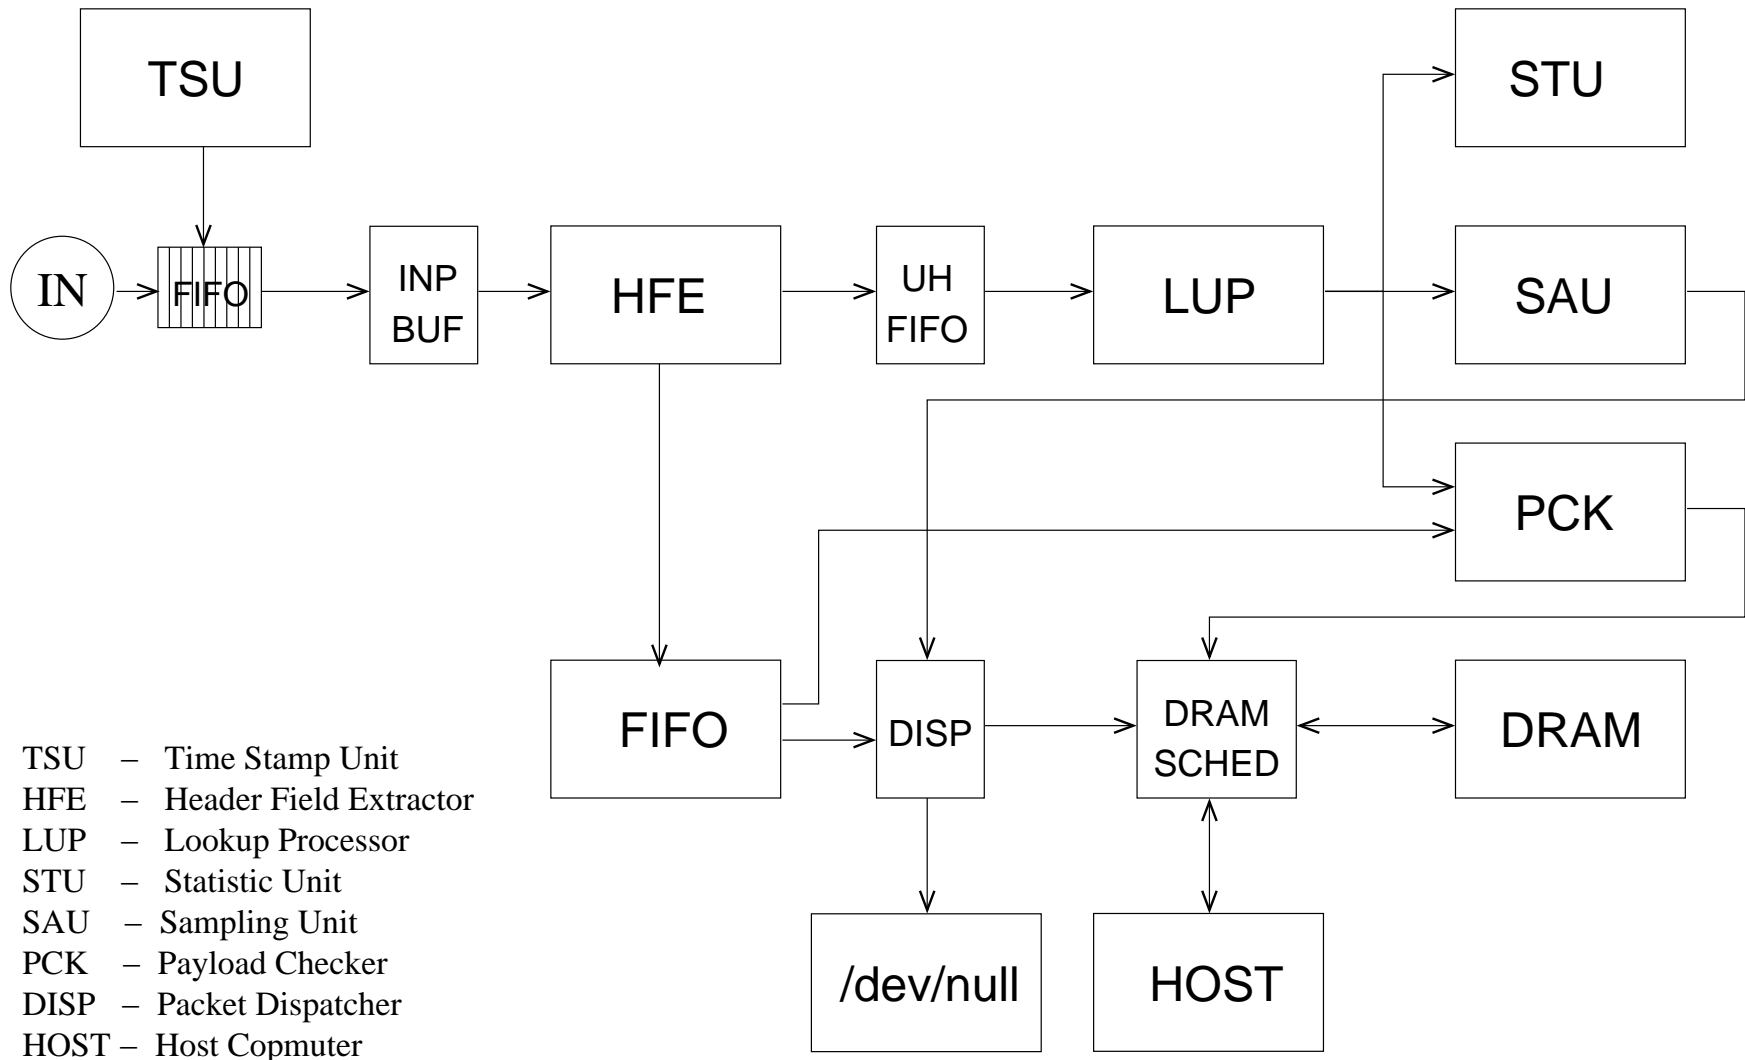 TSU
STU
IN
FIFO
INP
BUF
HFE
UH
FIFO
LUP
SAU
PCK
FIFO
DISP
DRAM
SCHED
DRAM
/dev/null
HOST
TSU – Time Stamp Unit
HFE – Header Field Extractor
LUP – Lookup Processor
STU – Statistic Unit
SAU – Sampling Unit
PCK – Payload Checker
DISP – Packet Dispatcher
HOST – Host Copmuter